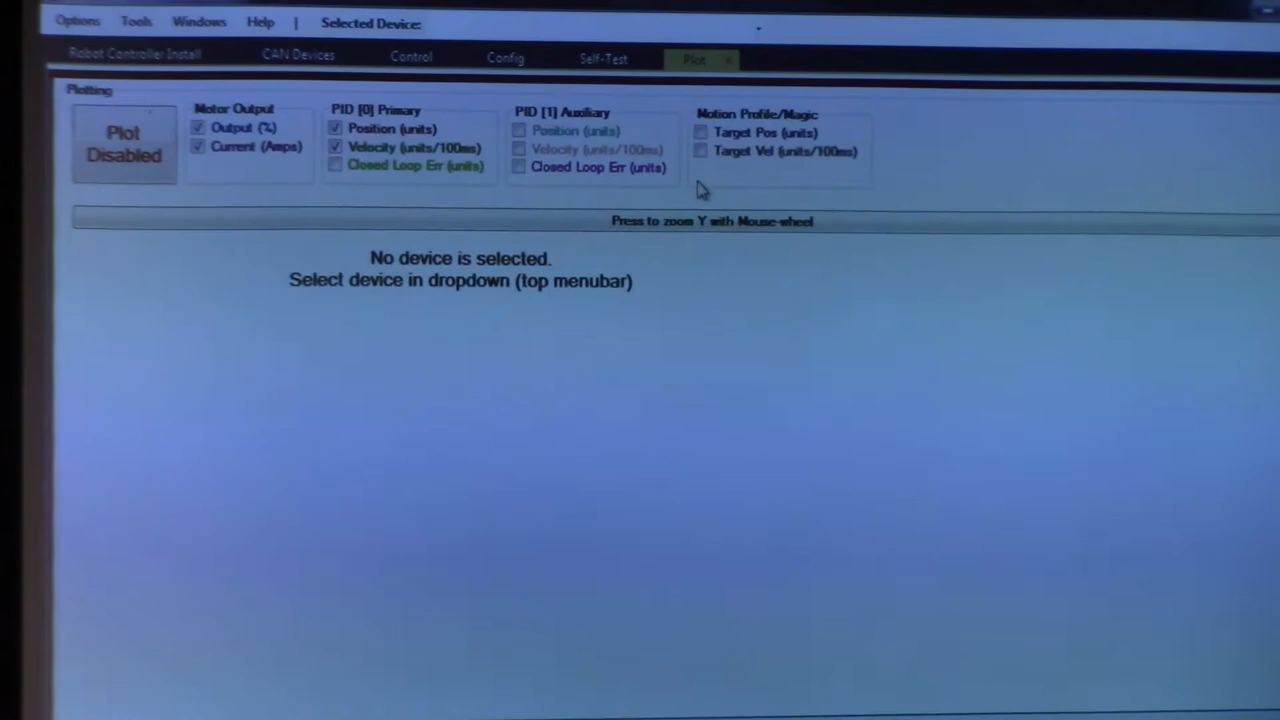 Options Tools Windows Help | Selected Device:
Robot Controller Install CAN Devices Control Config Self-Test Plot ×
Plotting
Plot Disabled
Motor Output
Output (%)
Current (Amps)
PID [0] Primary
Position (units)
Velocity (units/100ms)
Closed Loop Err (units)
PID [1] Auxiliary
Position (units)
Velocity (units/100ms)
Closed Loop Err (units)
Motion Profile/Magic
Target Pos (units)
Target Vel (units/100ms)
Press to zoom Y with Mouse-wheel
No device is selected.
Select device in dropdown (top menubar)